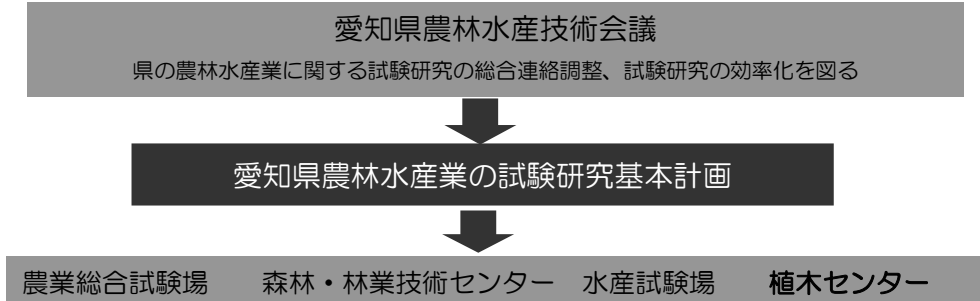 愛知県農林水産技術会議
県の農林水産業に関する試験研究の総合連絡調整、試験研究の効率化を図る
愛知県農林水産業の試験研究基本計画
農業総合試験場 森林・林業技術センター 水産試験場 植木センター